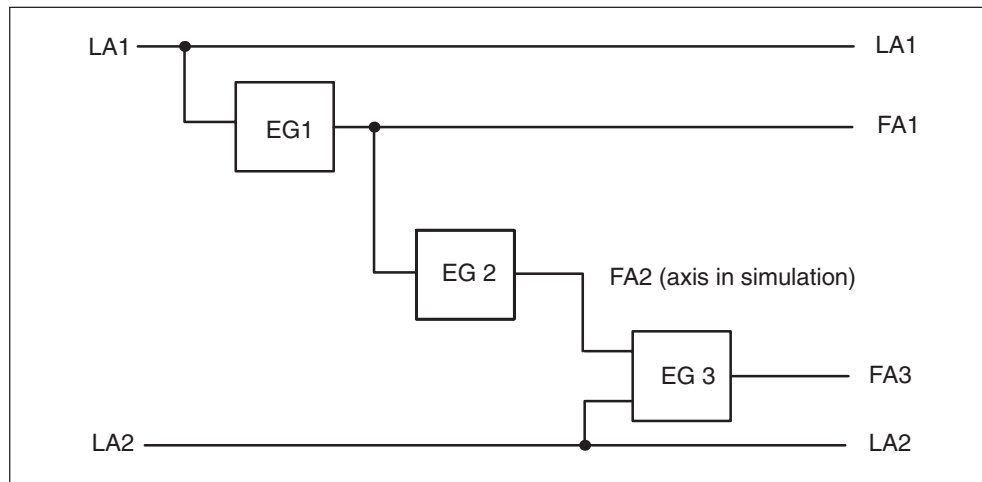 LA1
LA1
EG1
FA1
EG 2
FA2 (axis in simulation)
EG 3
FA3
LA2
LA2